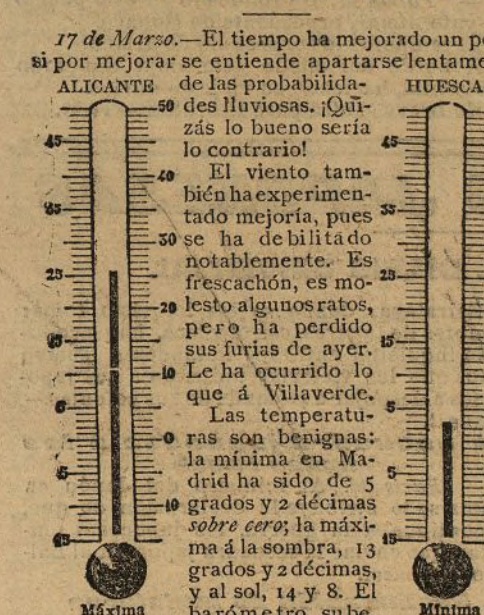 17 de Marzo.—El tiempo ha mejorado un
si por mejorar se entiende apartarse
ALICANTE
de las probabilida-
des lluviosas. ¡Qui-
zás lo bueno sería
lo contrario!
El viento tam-
bién ha experimen-
tado mejoría, pues
se ha debilitado
notablemente. Es
frescachón, es mo-
lesto algunos ratos,
pero ha perdido
sus furias de ayer.
Le ha ocurrido lo
que á Villaverde.
Las temperatu-
ras son benignas:
la mínima en Ma-
drid ha sido de 5
grados y 2 décimas
sobre cero; la máxi-
ma á la sombra, 13
grados y 2 décimas,
y al sol, 14 y 8. El
barómetro sube
50
45
40
35
30
25
20
15
10
5
0
5
10
15
Máxima
HUESCA
45
35
25
15
5
5
15
Mínima